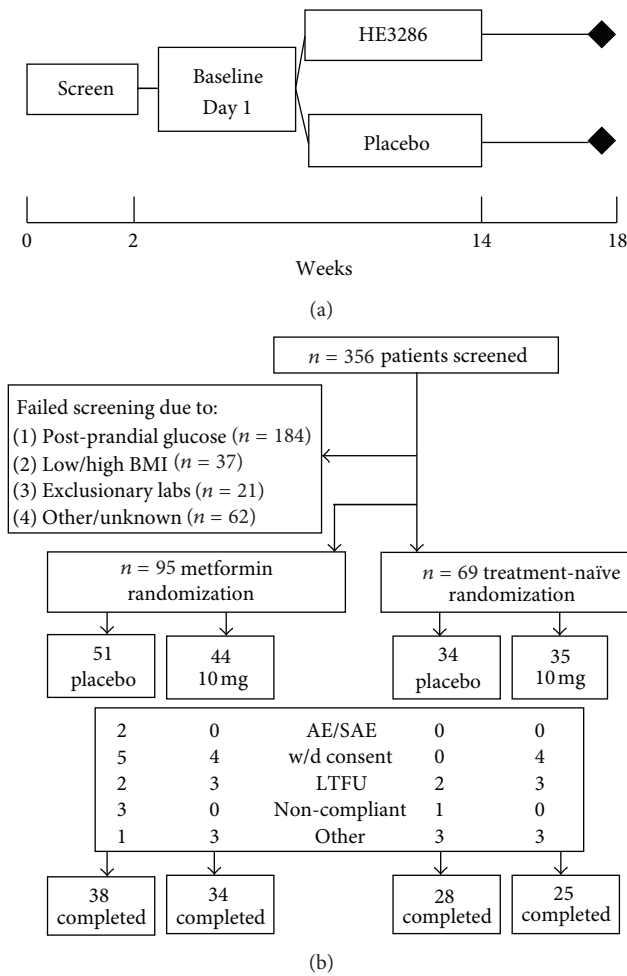 HE3286
Screen
Baseline
Day 1
Placebo
0 2 14 18
Weeks
(a)
n = 356 patients screened
Failed screening due to:
(1) Post-prandial glucose (n = 184)
(2) Low/high BMI (n = 37)
(3) Exclusionary labs (n = 21)
(4) Other/unknown (n = 62)
n = 95 metformin
randomization
n = 69 treatment-naïve
randomization
51
placebo
44
10 mg
34
placebo
35
10 mg
2 0 AE/SAE 0 0
5 4 w/d consent 0 4
2 3 LTFU 2 3
3 0 Non-compliant 1 0
1 3 Other 3 3
38
completed
34
completed
28
completed
25
completed
(b)